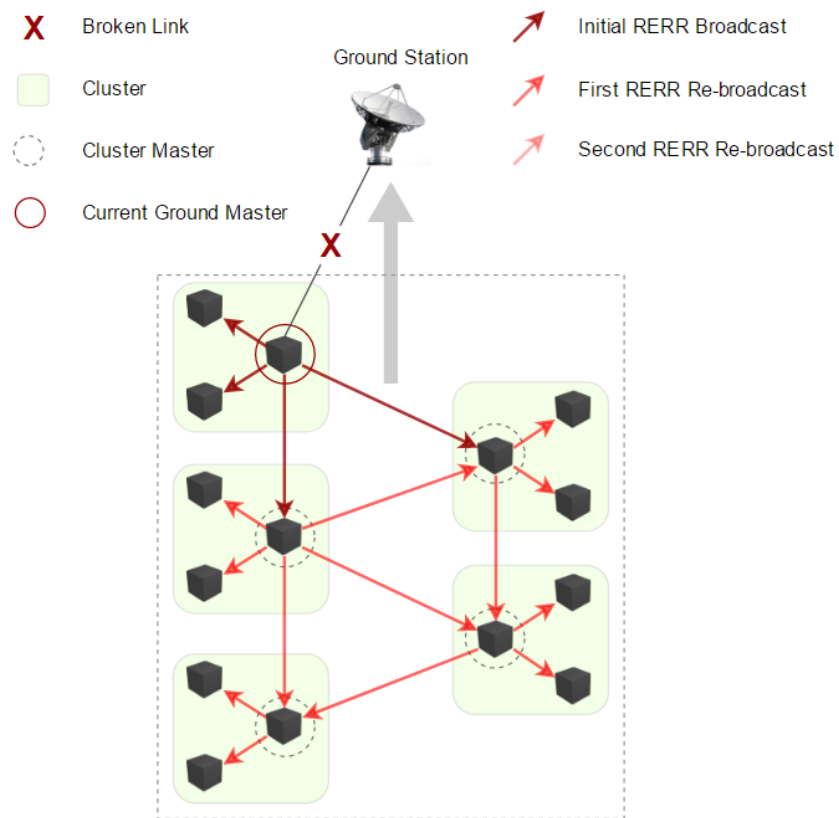 X
Broken Link
Initial RERR Broadcast
Ground Station
Cluster
First RERR Re-broadcast
Cluster Master
Second RERR Re-broadcast
Current Ground Master
X